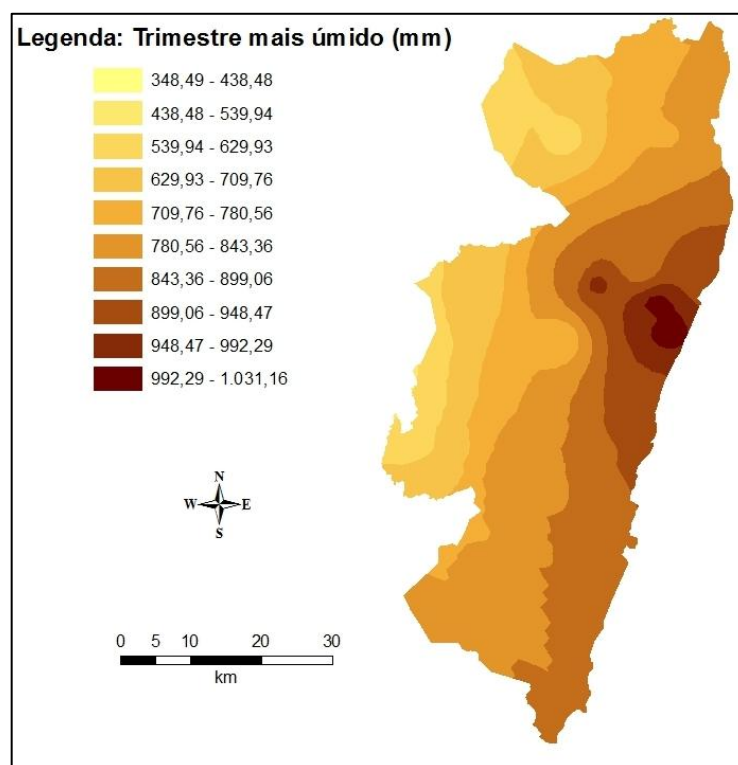 Legenda: Trimestre mais úmido (mm)
348,49 - 438,48
438,48 - 539,94
539,94 - 629,93
629,93 - 709,76
709,76 - 780,56
780,56 - 843,36
843,36 - 899,06
899,06 - 948,47
948,47 - 992,29
992,29 - 1.031,16
N
W E
S
0 5 10 20 30
km